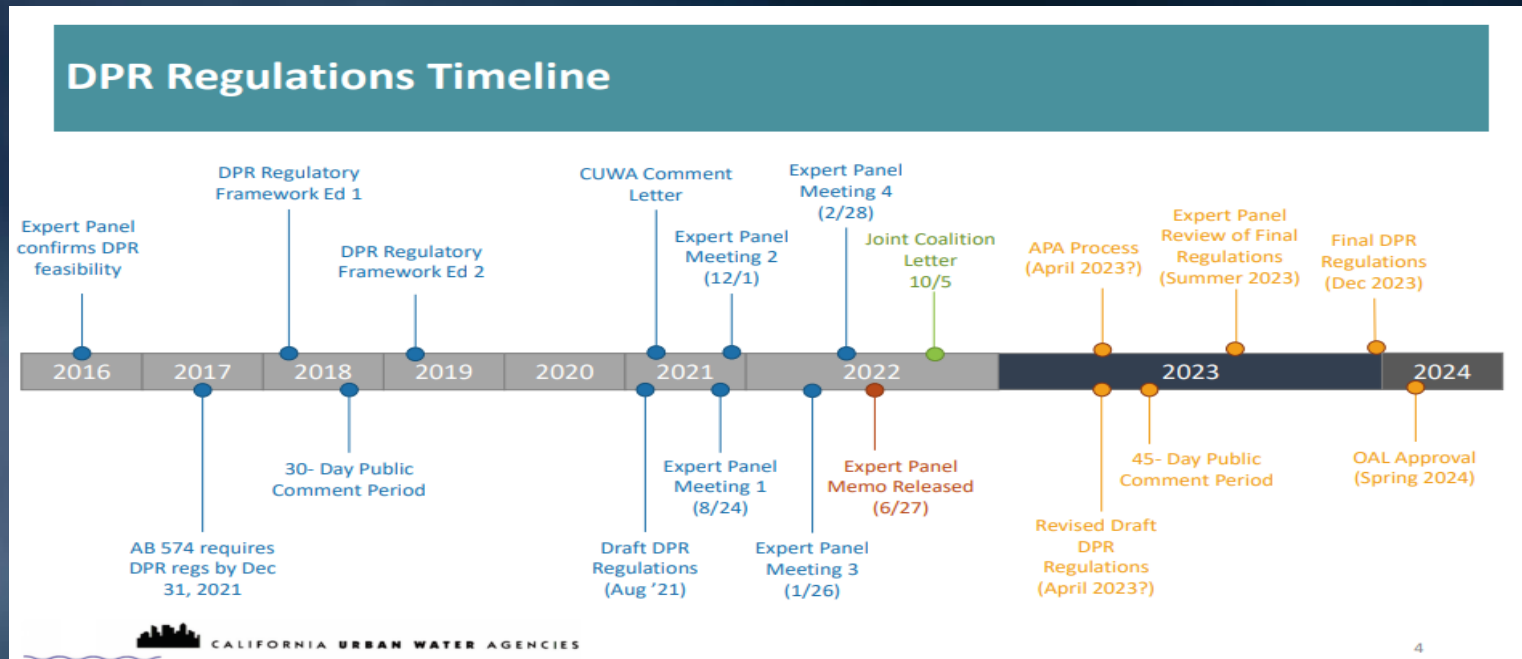 DPR Regulations Timeline
Expert Panel
confirms DPR
feasibility
DPR Regulatory
Framework Ed 1
DPR Regulatory
Framework Ed 2
CUWA Comment
Letter
Expert Panel
Meeting 2
(12/1)
Expert Panel
Meeting 4
(2/28)
Joint Coalition
Letter
10/5
APA Process
(April 2023?)
Expert Panel
Review of Final
Regulations
(Summer 2023)
Final DPR
Regulations
(Dec 2023)
2016 2017 2018 2019 2020 2021 2022 2023 2024
AB 574 requires
DPR regs by Dec
31, 2021
30- Day Public
Comment Period
Draft DPR
Regulations
(Aug ’21)
Expert Panel
Meeting 1
(8/24)
Expert Panel
Meeting 3
(1/26)
Expert Panel
Memo Released
(6/27)
Revised Draft
DPR
Regulations
(April 2023?)
45- Day Public
Comment Period
OAL Approval
(Spring 2024)
CALIFORNIA URBAN WATER AGENCIES
4